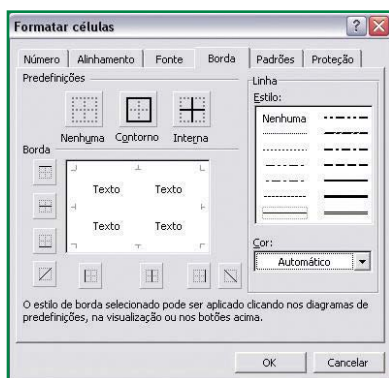 Formatar células
Número Alinhamento Fonte Borda Padrões Proteção
Predefinições
Nenhuma Contorno Interna
Borda
Texto Texto
Texto Texto
Linha
Estilo:
Nenhuma
Cor:
Automático
O estilo de borda selecionado pode ser aplicado clicando nos diagramas de
predefinições, na visualização ou nos botões acima.
OK Cancelar